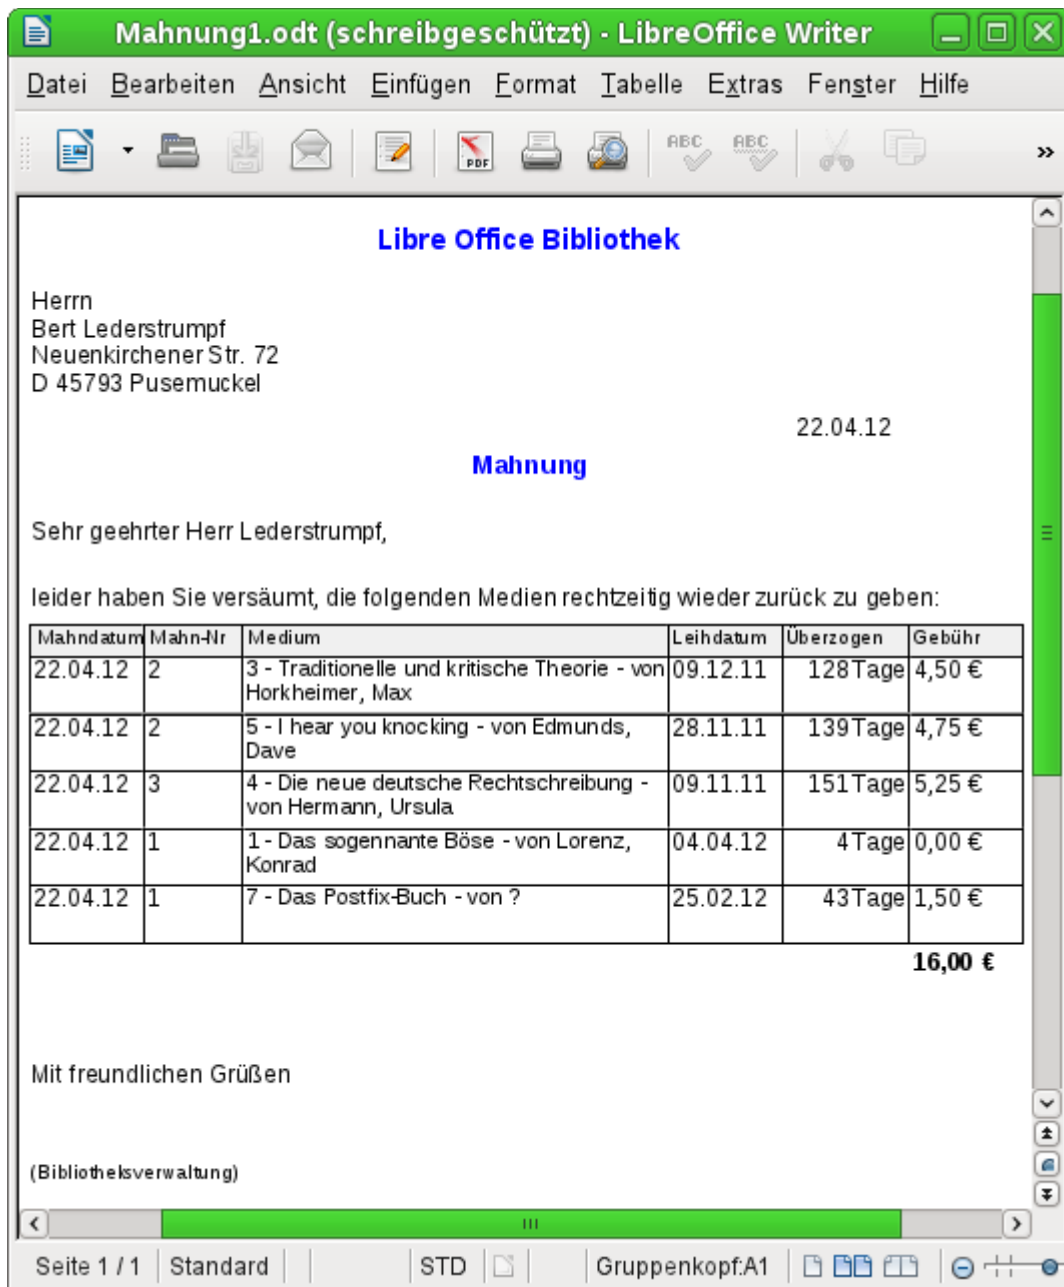 Mahnung1.odt (schreibgeschützt) - LibreOffice Writer
Datei Bearbeiten Ansicht Einfügen Format Tabelle Extras Fenster Hilfe
PDF ABC ABC »
Libre Office Bibliothek
Herrn
Bert Lederstrumpf
Neuenkirchener Str. 72
D 45793 Pusemuckel
22.04.12
Mahnung
Sehr geehrter Herr Lederstrumpf,
leider haben Sie versäumt, die folgenden Medien rechtzeitig wieder zurück zu geben:
Mahndatum Mahn-Nr Medium Leihdatum Überzogen Gebühr
22.04.12 2 3 - Traditionelle und kritische Theorie - von 09.12.11 128 Tage 4,50 €
Horkheimer, Max
22.04.12 2 5 - I hear you knocking - von Edmunds, 28.11.11 139 Tage 4,75 €
Dave
22.04.12 3 4 - Die neue deutsche Rechtschreibung - 09.11.11 151 Tage 5,25 €
von Hermann, Ursula
22.04.12 1 1 - Das sogennante Böse - von Lorenz, 04.04.12 4 Tage 0,00 €
Konrad
22.04.12 1 7 - Das Postfix-Buch - von ? 25.02.12 43 Tage 1,50 €
16,00 €
Mit freundlichen Grüßen
(Bibliotheksverwaltung)
Seite 1 / 1 Standard STD Gruppenkopf:A1